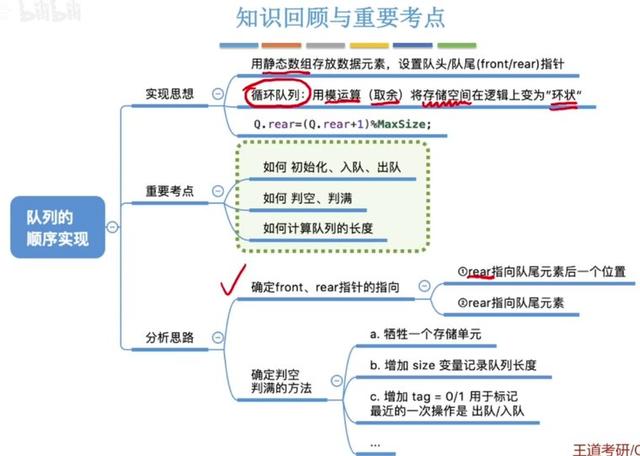 bilibili
知识回顾与重要考点
用静态数组存放数据元素，设置队头/队尾(front/rear)指针
实现思想
循环队列：用模运算（取余）将存储空间在逻辑上变为"环状"
Q.rear=(Q.rear+1)%MaxSize;
如何 初始化、入队、出队
重要考点
如何 判空、判满
如何计算队列的长度
队列的
顺序实现
确定front、rear指针的指向
①rear指向队尾元素后一个位置
②rear指向队尾元素
分析思路
确定判空
判满的方法
a. 牺牲一个存储单元
b. 增加 size 变量记录队列长度
c. 增加 tag = 0/1 用于标记
最近的一次操作是 出队/入队
...
王道考研/C